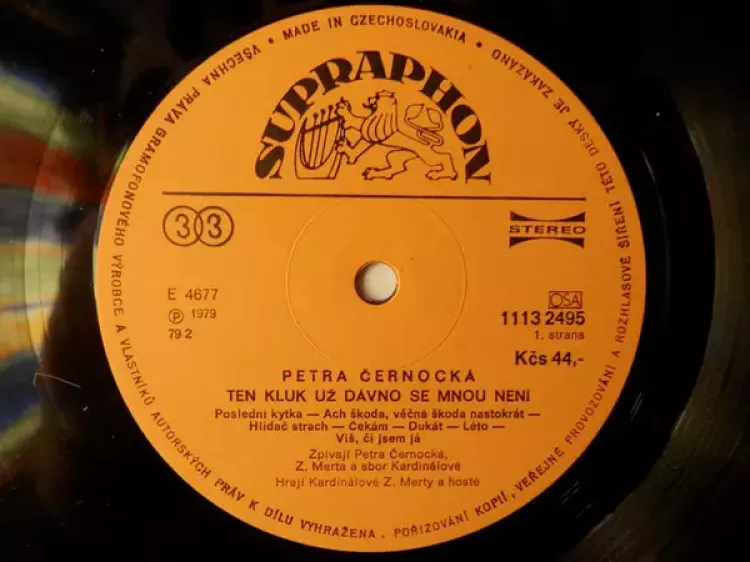 • MADE IN CZECHOSLOVAKIA •
VŠECHNA PRÁVA GRAMOFONOVÉHO VÝROBCE A VLASTNÍKŮ AUTORSKÝCH PRÁV K DÍLU VYHRAŽENA. POŘIZOVÁNÍ KOPIÍ, VEŘEJNÉ PROVOZOVÁNÍ A ROZHLASOVÉ ŠÍŘENÍ TÉTO DESKY JE ZAKÁZÁNO
SUPRAPHON
33
STEREO
E 4677
OSA
℗ 1979
1113 2495
79 2
1. strana
Kčs 44,-
PETRA ČERNOCKÁ
TEN KLUK UŽ DÁVNO SE MNOU NENÍ
Poslední kytka — Ach škoda, věčná škoda nastokrát —
Hlídač strach — Čekám — Dukát — Léto —
Víš, čí jsem já
Zpívají Petra Černocká,
Z. Merta a sbor Kardinálové
Hrají Kardinálové Z. Merty a hosté